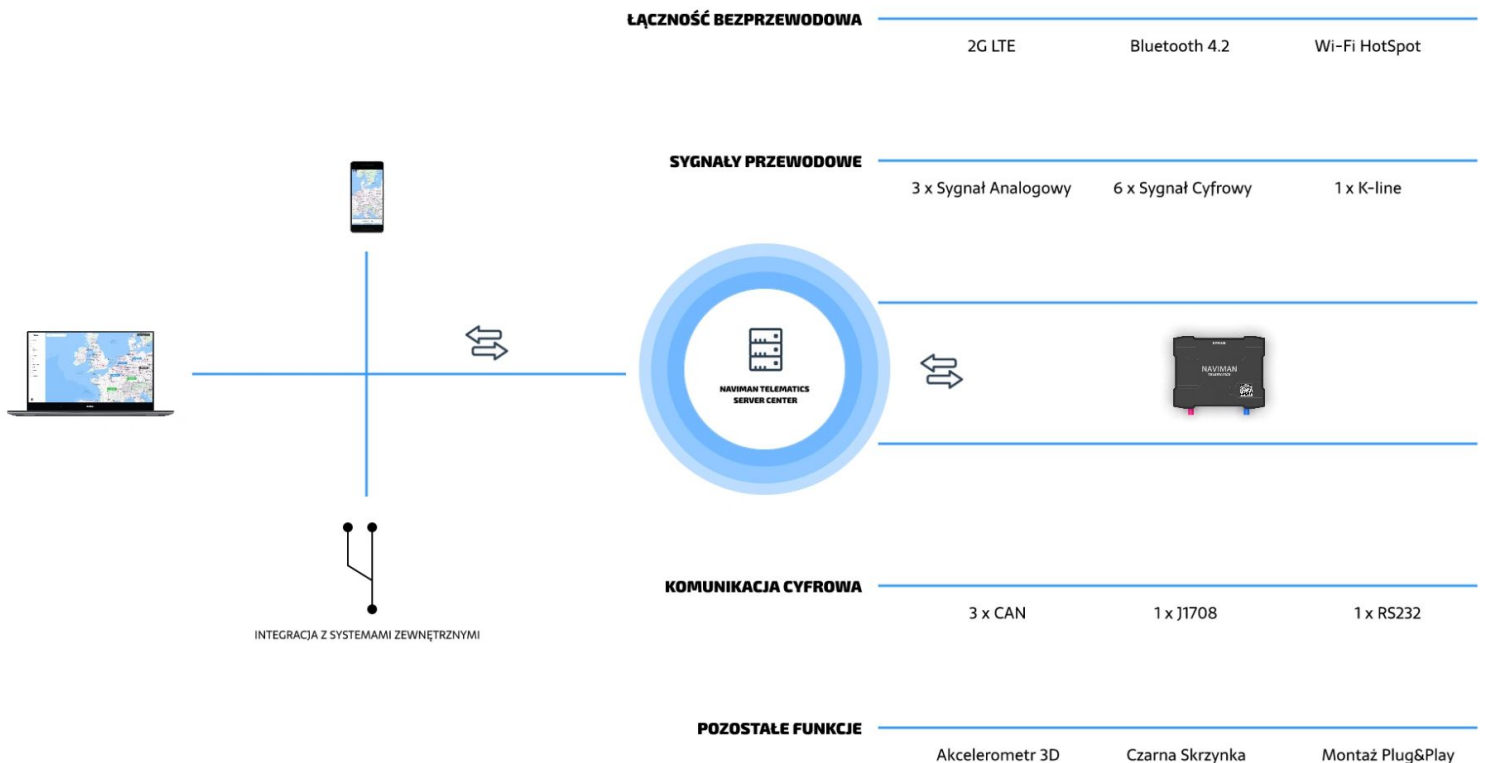 ŁĄCZNOŚĆ BEZPRZEWODOWA
2G LTE Bluetooth 4.2 Wi-Fi HotSpot
SYGNAŁY PRZEWODOWE
3 x Sygnał Analogowy 6 x Sygnał Cyfrowy 1 x K-line
NAVIMAN TELEMATICS
SERVER CENTER
NAVIMAN
KOMUNIKACJA CYFROWA
3 x CAN 1 x J1708 1 x RS232
INTEGRACJA Z SYSTEMAMI ZEWNĘTRZNYMI
POZOSTAŁE FUNKCJE
Akcelerometr 3D Czarna Skrzynka Montaż Plug&Play